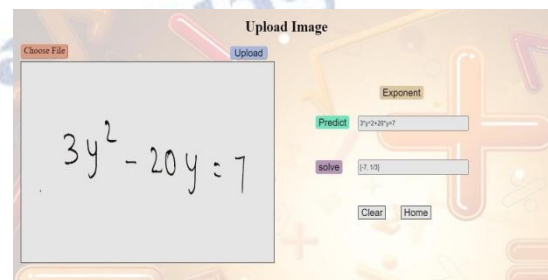 Upload Image
Choose File
Upload
Exponent
3y² - 20y = 7
Predict
3*y^2+20*y=7
solve
[-7, 1/3]
Clear Home